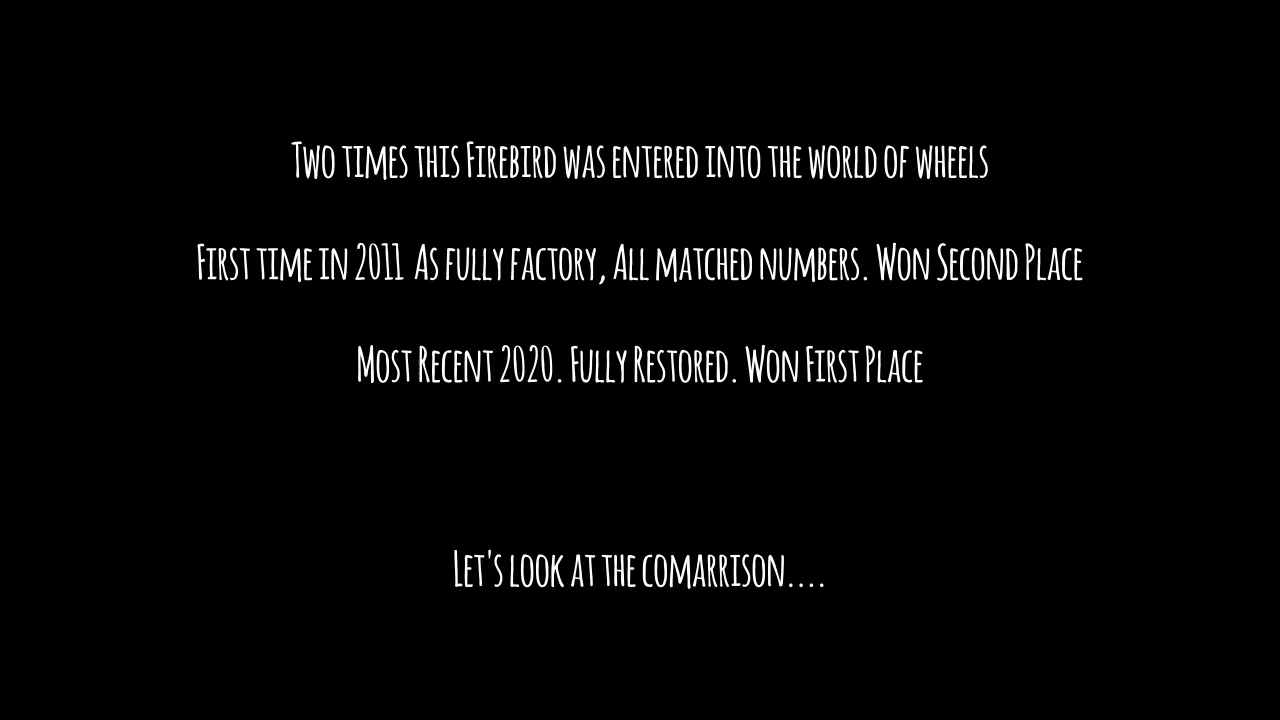 Two times this Firebird was entered into the world of wheels
First time in 2011 As fully factory, All matched numbers. Won Second Place
Most Recent 2020. Fully Restored. Won First Place
Let's look at the comarrison....